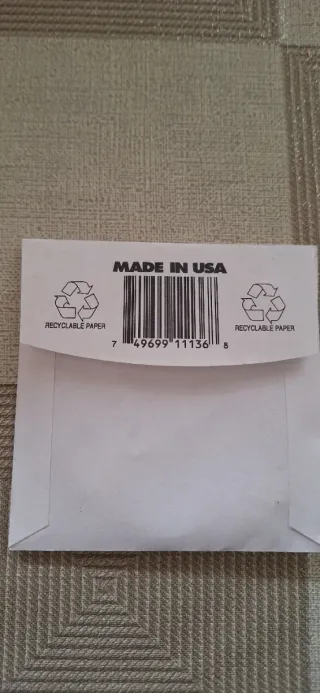 MADE IN USA
RECYCLABLE PAPER
7 49699 11136 8
RECYCLABLE PAPER